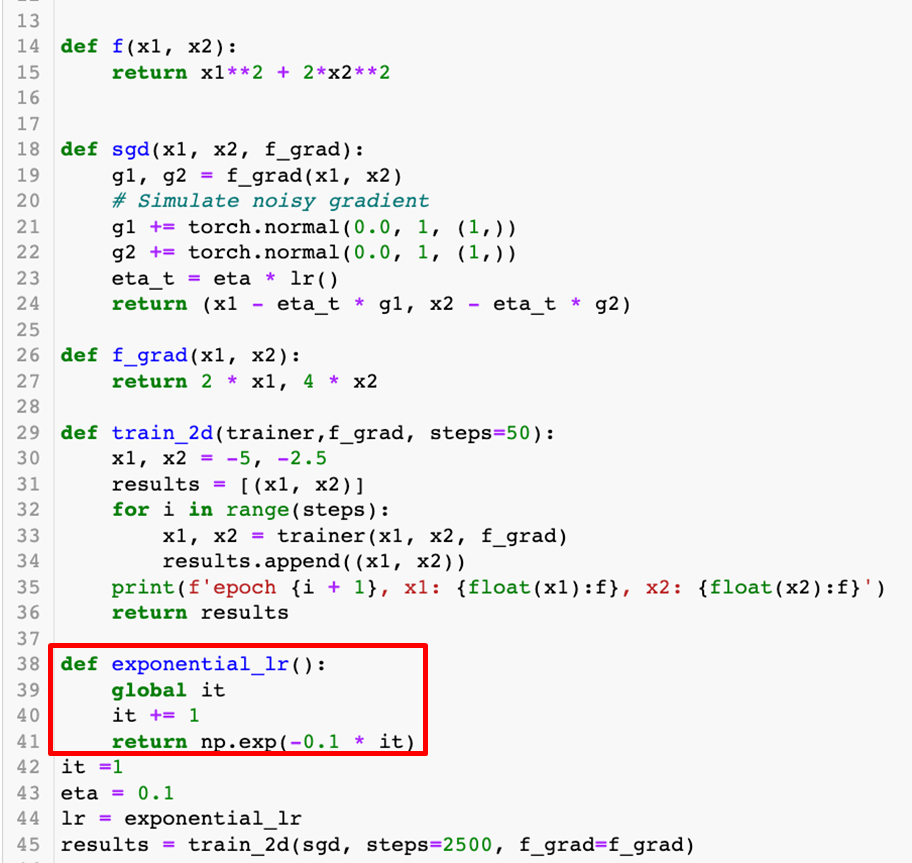 13
14 def f(x1, x2):
15     return x1**2 + 2*x2**2
16
17
18 def sgd(x1, x2, f_grad):
19     g1, g2 = f_grad(x1, x2)
20     # Simulate noisy gradient
21     g1 += torch.normal(0.0, 1, (1,))
22     g2 += torch.normal(0.0, 1, (1,))
23     eta_t = eta * lr()
24     return (x1 - eta_t * g1, x2 - eta_t * g2)
25
26 def f_grad(x1, x2):
27     return 2 * x1, 4 * x2
28
29 def train_2d(trainer,f_grad, steps=50):
30     x1, x2 = -5, -2.5
31     results = [(x1, x2)]
32     for i in range(steps):
33         x1, x2 = trainer(x1, x2, f_grad)
34         results.append((x1, x2))
35     print(f'epoch {i + 1}, x1: {float(x1):f}, x2: {float(x2):f}')
36     return results
37
38 def exponential_lr():
39     global it
40     it += 1
41     return np.exp(-0.1 * it)
42 it =1
43 eta = 0.1
44 lr = exponential_lr
45 results = train_2d(sgd, steps=2500, f_grad=f_grad)